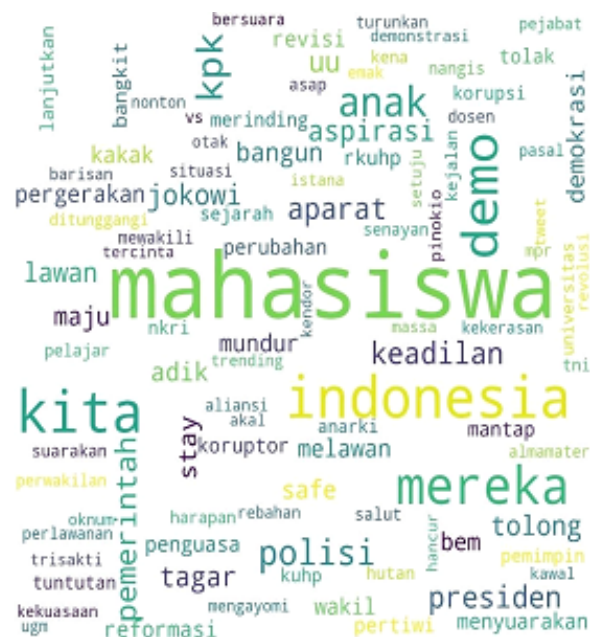 bersuara
turunkan
pejabat
lanjutkan
bangkit
kpk
revisi
demonstrasi
uu
kena
emak
nangis
tolak
nonton
asap
anak
korupsi
demokrasi
vs
merinding
aspirasi
dosen
otak
bangun
rkuhp
kakak
pasal
barisan
situasi
istana
setuju
kejalan
demo
pergerakan
jokowi
sejarah
aparat
ditunggangi
senayan
pinokio
tweet
mewakili
tercinta
perubahan
mpr
lawan
mahasiswa
universitas
revolusi
maju
nkri
kendor
massa
kekerasan
pelajar
mundur
trending
keadilan
tni
adik
kita
aliansi
akal
indonesia
anarki
mantap
suarakan
stay
koruptor
melawan
almamater
perwakilan
pemerintah
safe
mereka
oknum
perlawanan
harapan
rebahan
salut
hancur
tolong
trisakti
penguasa
polisi
bem
pemimpin
tuntutan
tagar
kuhp
hutan
kawal
kekuasaan
mengayomi
wakil
presiden
ugm
reformasi
pertiwi
menyuarakan